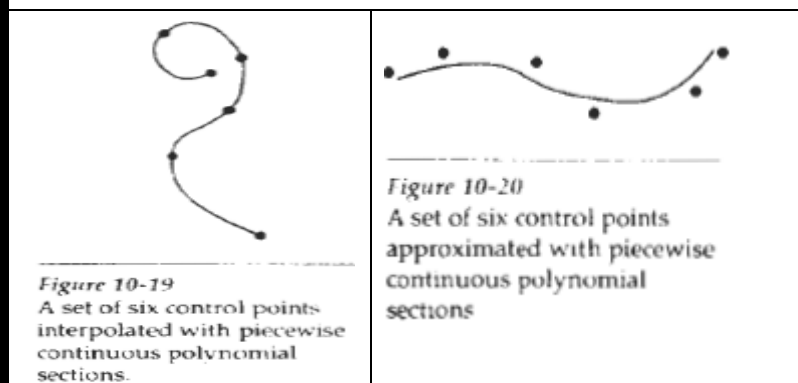 Figure 10-19
A set of six control points
interpolated with piecewise
continuous polynomial
sections.
Figure 10-20
A set of six control points
approximated with piecewise
continuous polynomial
sections